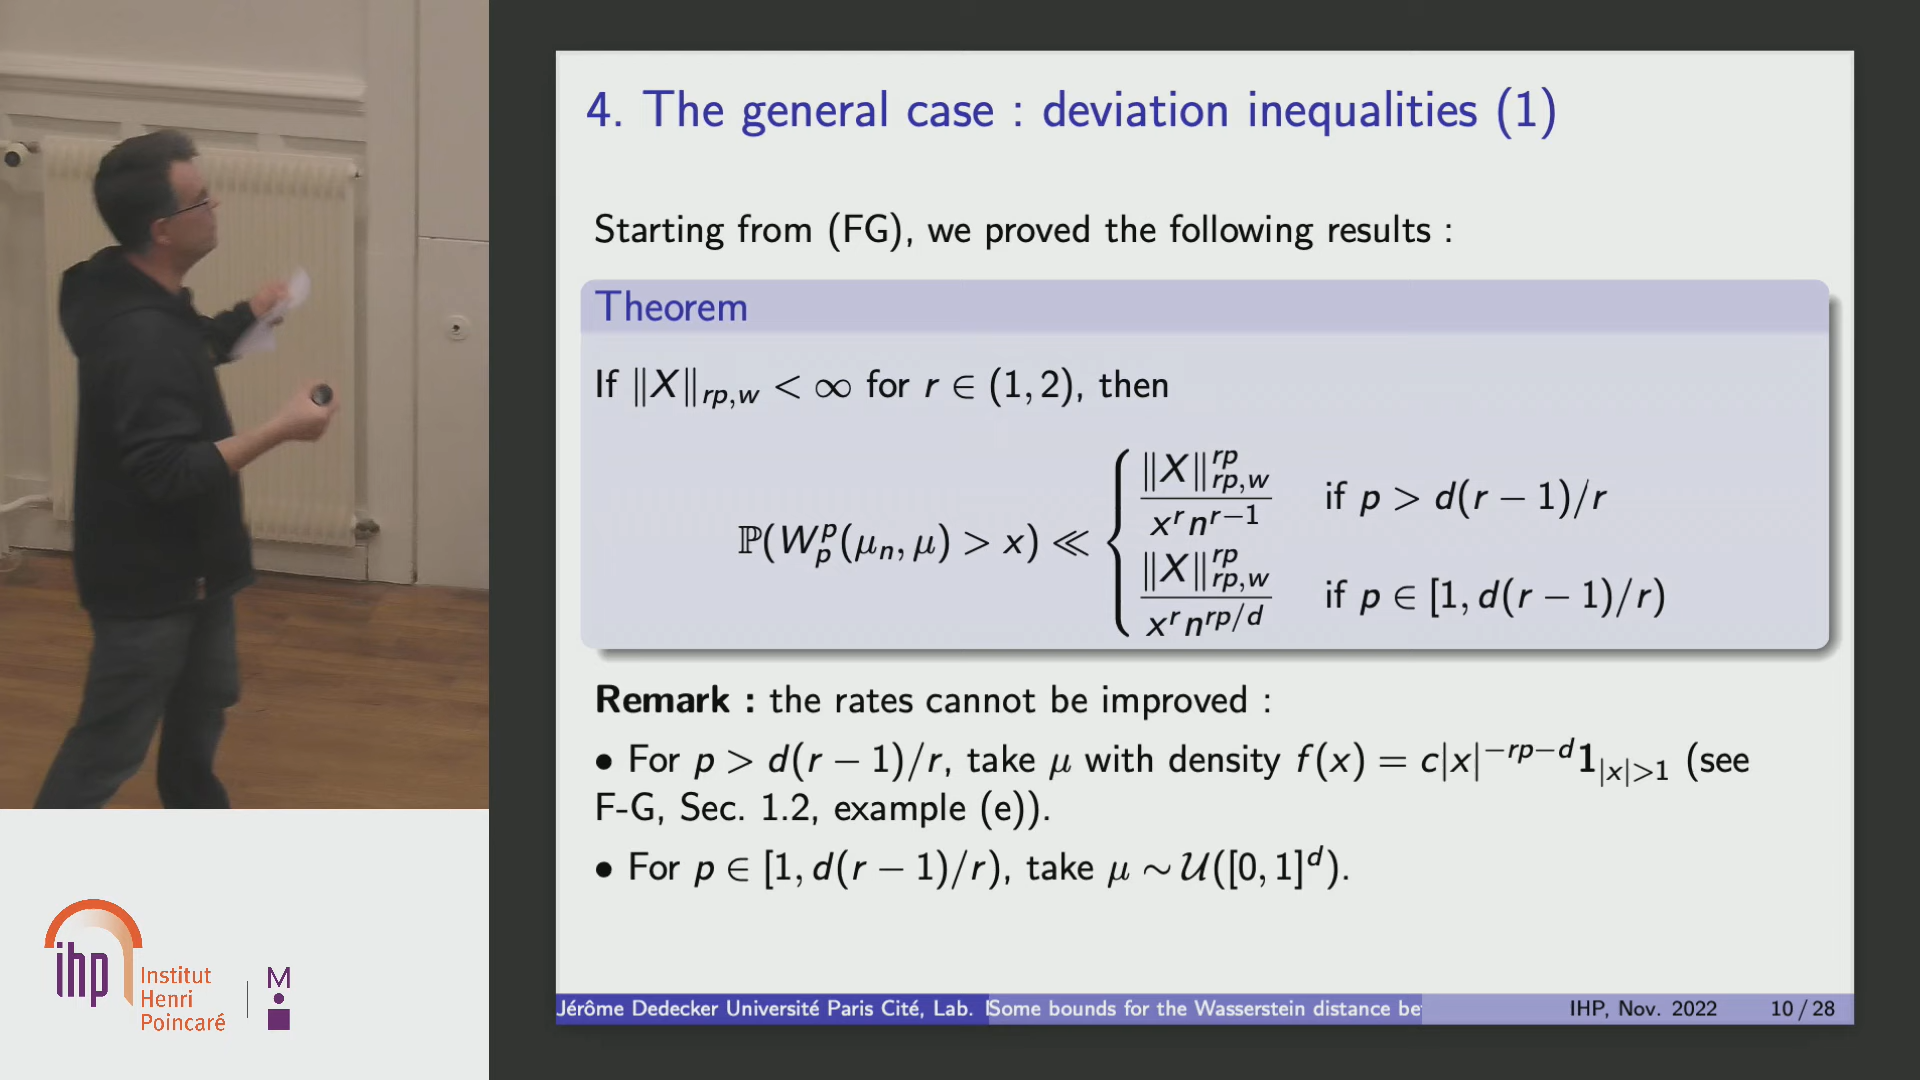 4. The general case : deviation inequalities (1)
Starting from (FG), we proved the following results :
Theorem
If ‖X‖_{rp,w} < ∞ for r ∈ (1, 2), then
ℙ(W_p^p(μ_n, μ) > x) ≪ { ‖X‖_{rp,w}^{rp} / (x^r n^{r−1}) if p > d(r − 1)/r
‖X‖_{rp,w}^{rp} / (x^r n^{rp/d}) if p ∈ [1, d(r − 1)/r)
Remark : the rates cannot be improved :
• For p > d(r − 1)/r, take μ with density f(x) = c|x|^{−rp−d} 𝟏_{|x|>1} (see
F-G, Sec. 1.2, example (e)).
• For p ∈ [1, d(r − 1)/r), take μ ∼ 𝒰([0, 1]^d).
Jérôme Dedecker Université Paris Cité, Lab. Some bounds for the Wasserstein distance be IHP, Nov. 2022 10 / 28
ihp
Institut
Henri
Poincaré
M